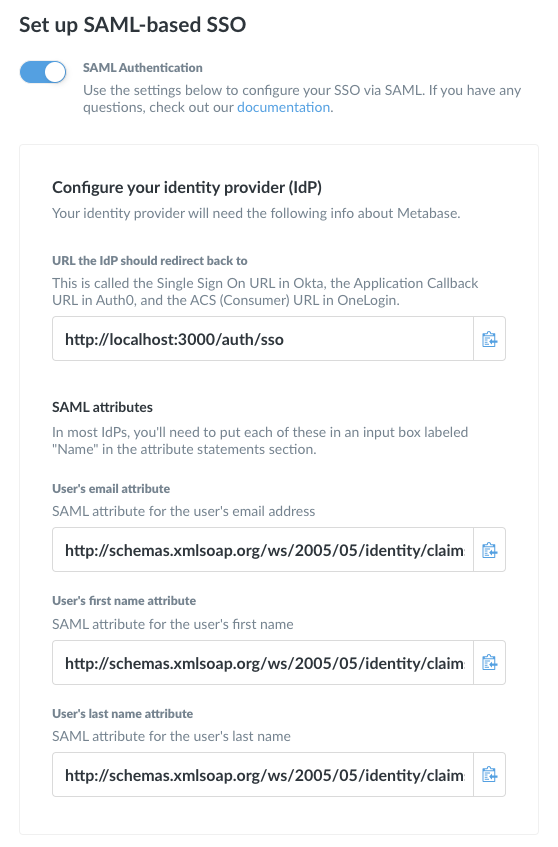 Set up SAML-based SSO
SAML Authentication
Use the settings below to configure your SSO via SAML. If you have any
questions, check out our documentation.
Configure your identity provider (IdP)
Your identity provider will need the following info about Metabase.
URL the IdP should redirect back to
This is called the Single Sign On URL in Okta, the Application Callback
URL in Auth0, and the ACS (Consumer) URL in OneLogin.
http://localhost:3000/auth/sso
SAML attributes
In most IdPs, you'll need to put each of these in an input box labeled
"Name" in the attribute statements section.
User's email attribute
SAML attribute for the user's email address
http://schemas.xmlsoap.org/ws/2005/05/identity/claim
User's first name attribute
SAML attribute for the user's first name
http://schemas.xmlsoap.org/ws/2005/05/identity/claim
User's last name attribute
SAML attribute for the user's last name
http://schemas.xmlsoap.org/ws/2005/05/identity/claim